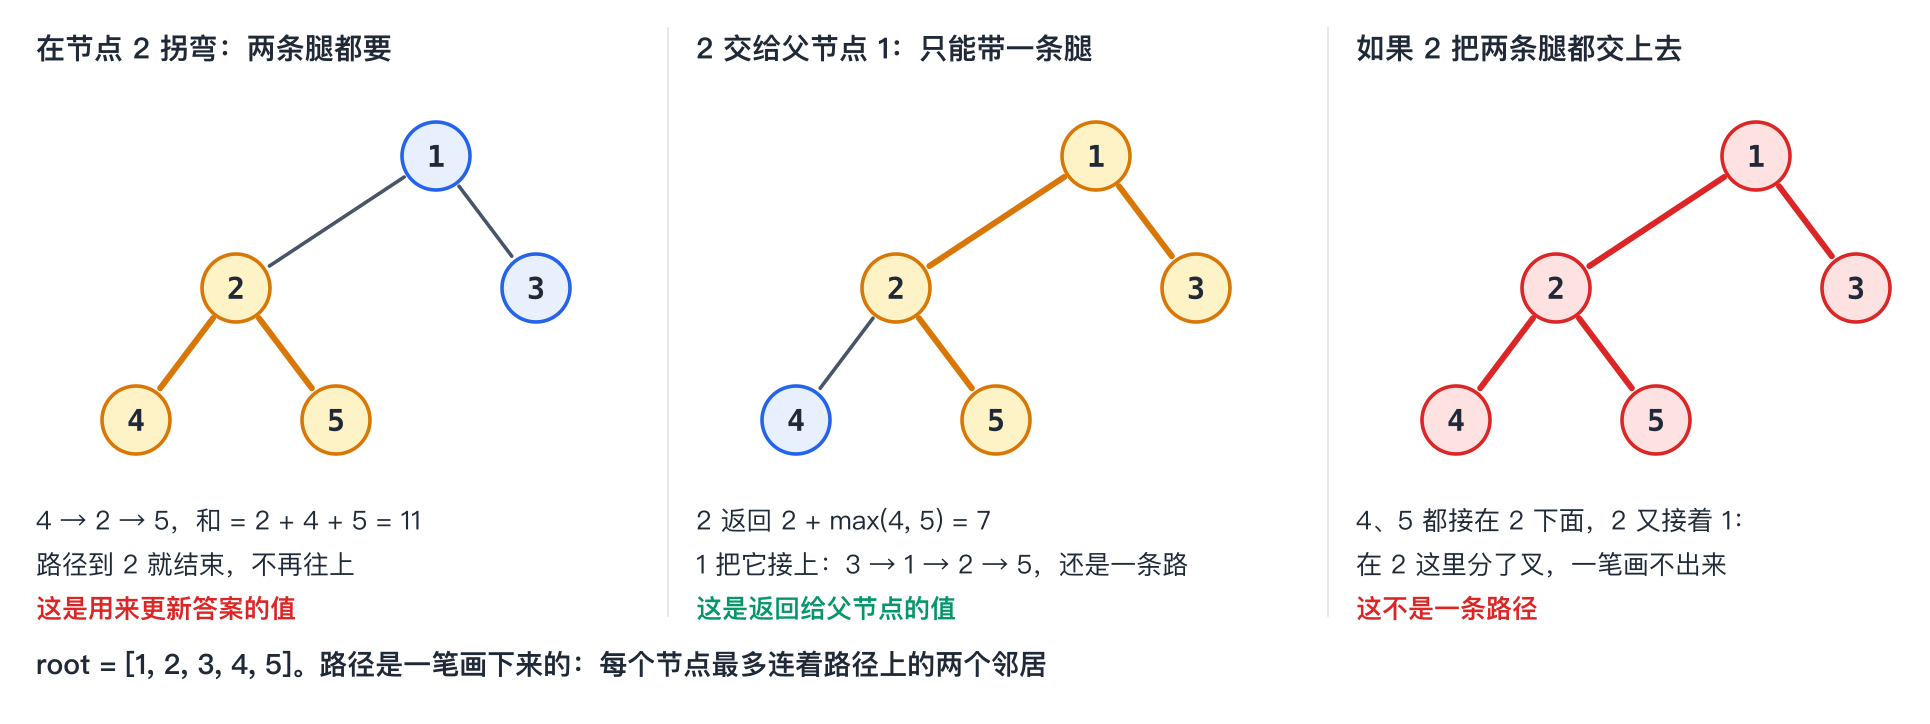 在节点 2 拐弯：两条腿都要
1
2
3
4
5
4 → 2 → 5，和 = 2 + 4 + 5 = 11
路径到 2 就结束，不再往上
这是用来更新答案的值
2 交给父节点 1：只能带一条腿
1
2
3
4
5
2 返回 2 + max(4, 5) = 7
1 把它接上：3 → 1 → 2 → 5，还是一条路
这是返回给父节点的值
如果 2 把两条腿都交上去
1
2
3
4
5
4、5 都接在 2 下面，2 又接着 1：
在 2 这里分了叉，一笔画不出来
这不是一条路径
root = [1, 2, 3, 4, 5]。路径是一笔画下来的：每个节点最多连着路径上的两个邻居